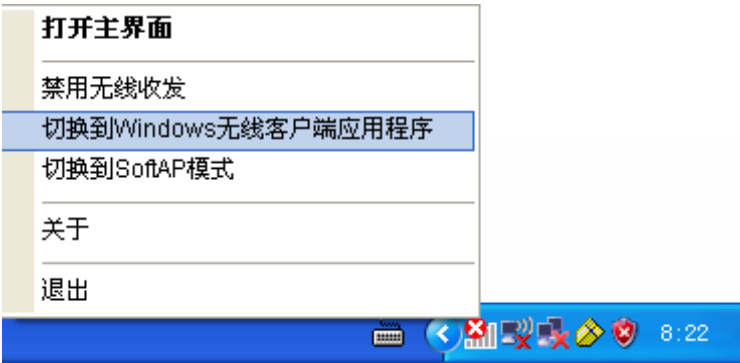 打开主界面
禁用无线收发
切换到Windows无线客户端应用程序
切换到SoftAP模式
关于
退出
8:22